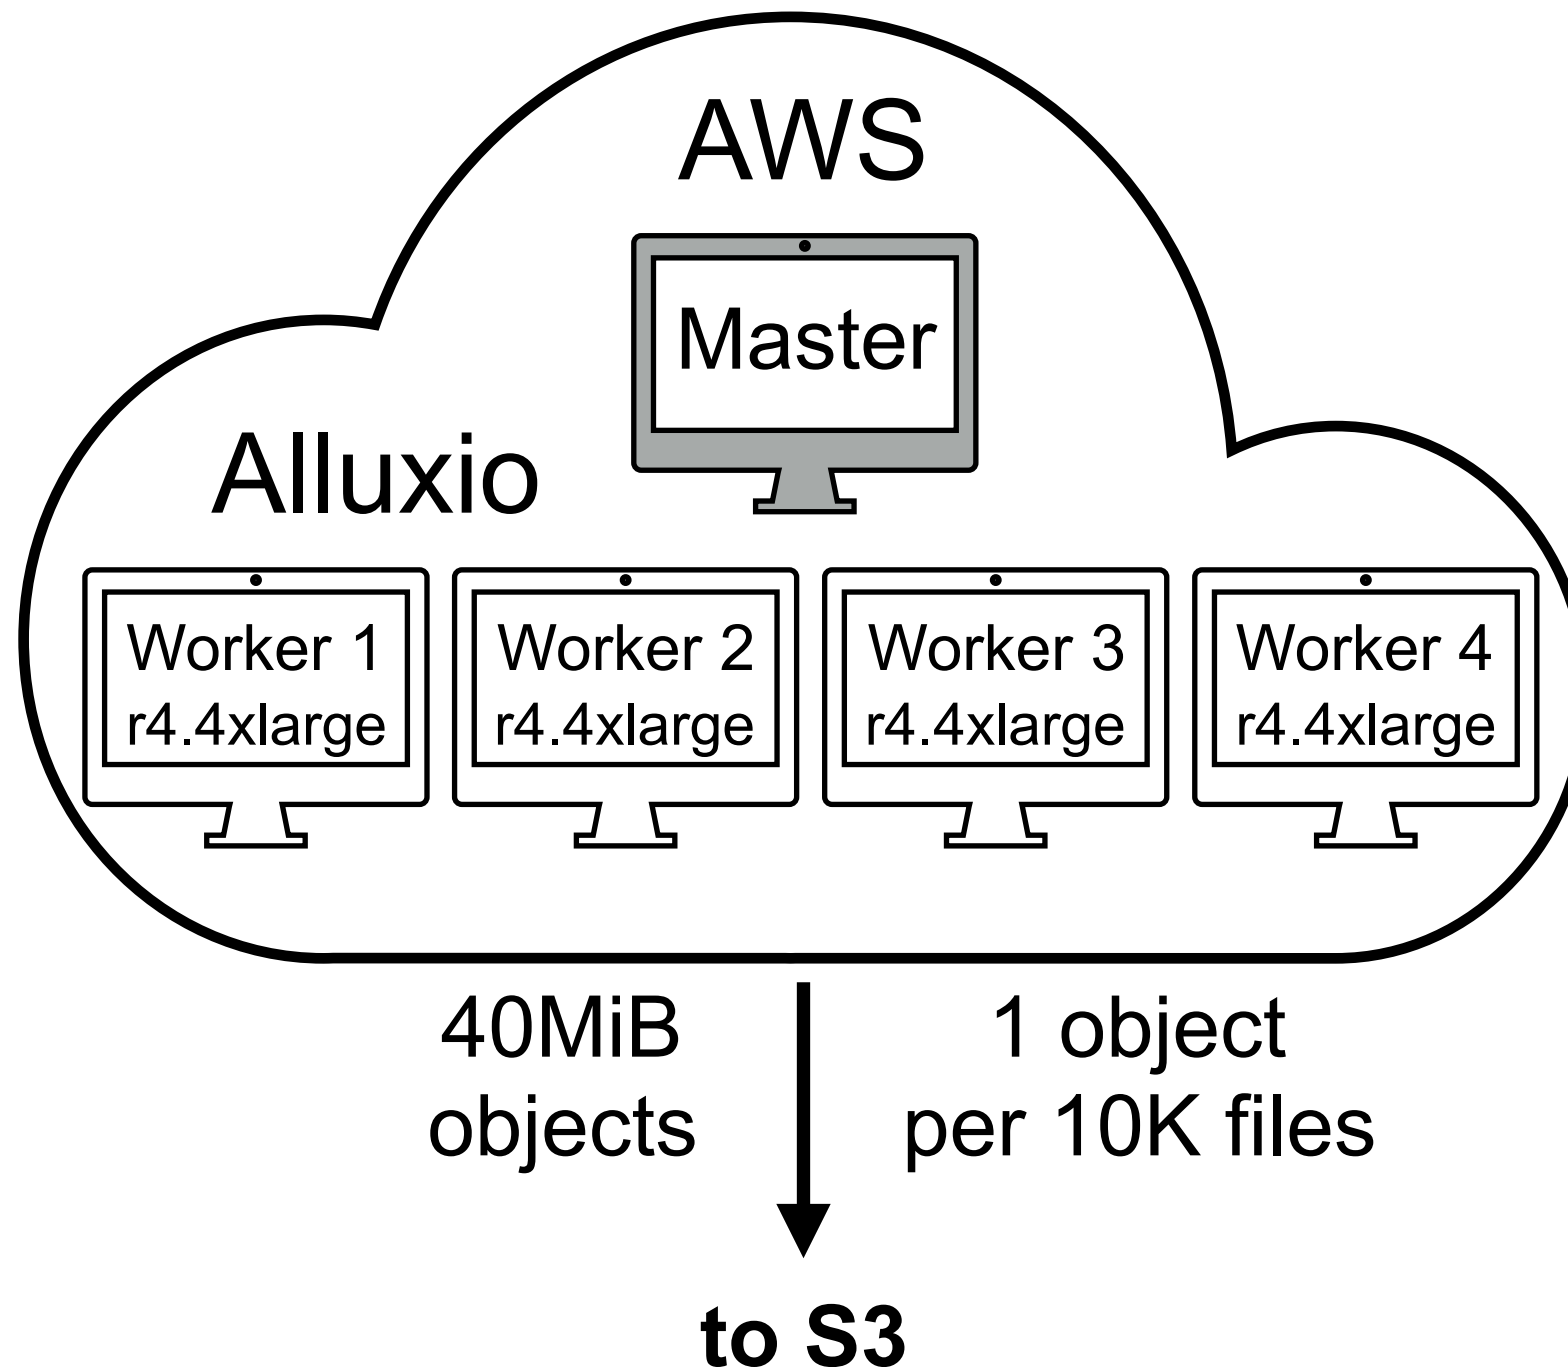 AWS
Master
Alluxio
Worker 1
r4.4xlarge
Worker 2
r4.4xlarge
Worker 3
r4.4xlarge
Worker 4
r4.4xlarge
40MiB
objects
1 object
per 10K files
to S3